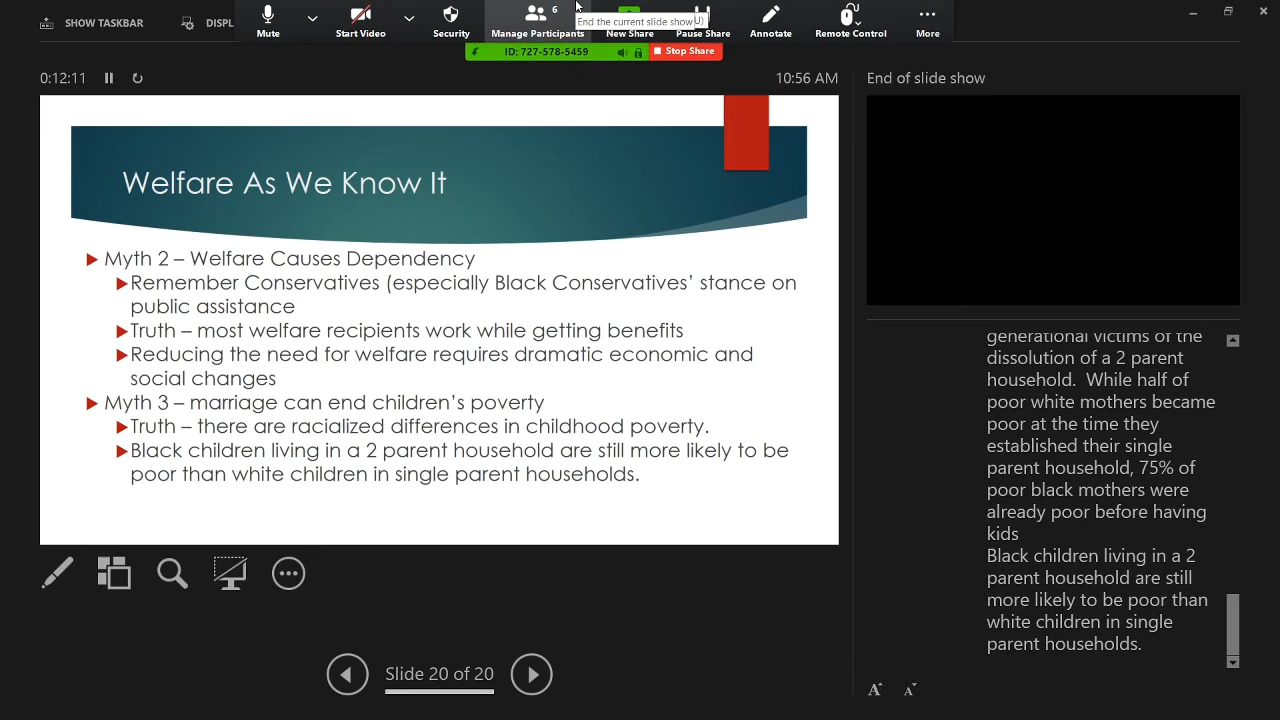 SHOW TASKBAR
DISPL
Mute
Start Video
Security
6
Manage Participants
New Share
Pause Share
Annotate
Remote Control
More
End the current slide show U)
ID: 727-578-5459
Stop Share
0:12:11
10:56 AM
End of slide show
Welfare As We Know It
Myth 2 – Welfare Causes Dependency
Remember Conservatives (especially Black Conservatives’ stance on
public assistance
Truth – most welfare recipients work while getting benefits
Reducing the need for welfare requires dramatic economic and
social changes
Myth 3 – marriage can end children’s poverty
Truth – there are racialized differences in childhood poverty.
Black children living in a 2 parent household are still more likely to be
poor than white children in single parent households.
generational victims of the
dissolution of a 2 parent
household. While half of
poor white mothers became
poor at the time they
established their single
parent household, 75% of
poor black mothers were
already poor before having
kids
Black children living in a 2
parent household are still
more likely to be poor than
white children in single
parent households.
Slide 20 of 20
A A